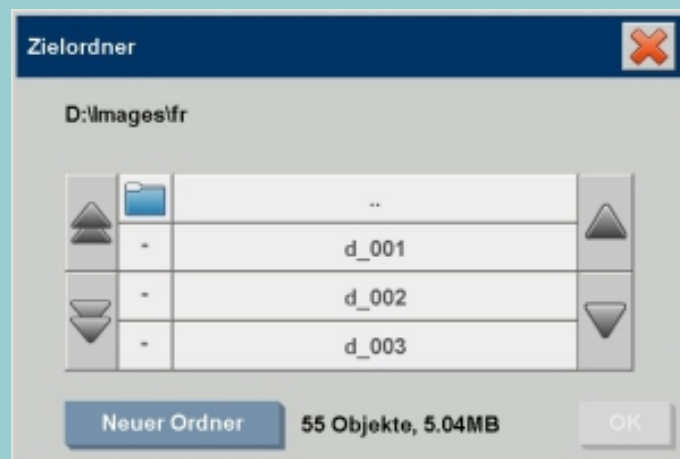 Zielordner
D:\Images\fr
..
- d_001
- d_002
- d_003
Neuer Ordner 55 Objekte, 5.04MB OK